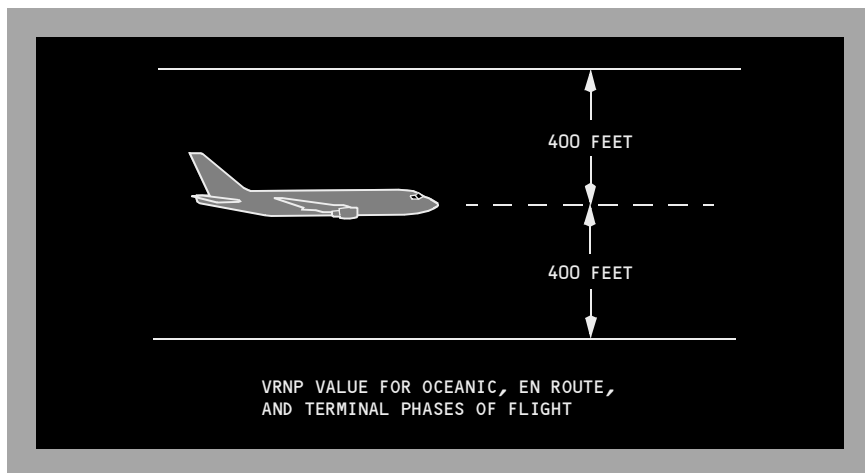 400 FEET
400 FEET
VRNP VALUE FOR OCEANIC, EN ROUTE,
AND TERMINAL PHASES OF FLIGHT